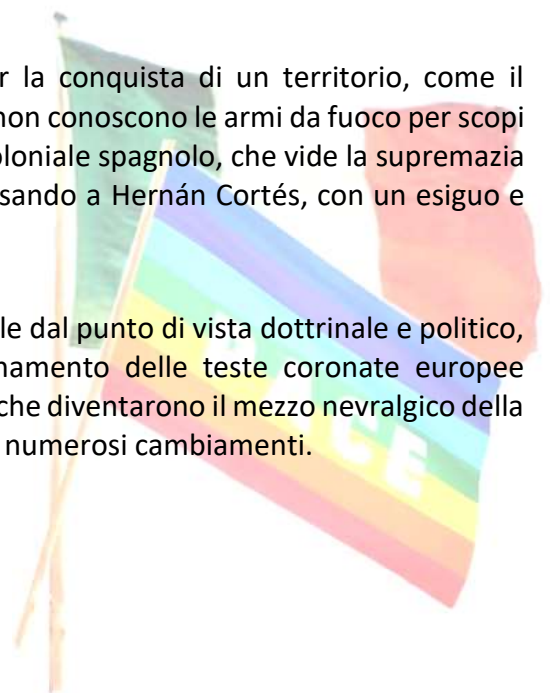 r la conquista di un territorio, come il
non conoscono le armi da fuoco per scopi
oloniale spagnolo, che vide la supremazia
sando a Hernán Cortés, con un esiguo e
le dal punto di vista dottrinale e politico,
namento delle teste coronate europee
che diventarono il mezzo nevralgico della
numerosi cambiamenti.
PACE